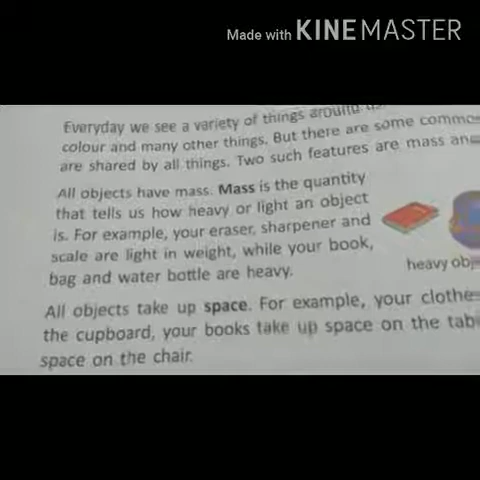 Made with KINEMASTER
Everyday we see a variety of things around
colour and many other things. But there are some
are shared by all things. Two such features are mass
All objects have mass. Mass is the quantity
that tells us how heavy or light an object
is. For example, your eraser, sharpener and
scale are light in weight, while your book,
bag and water bottle are heavy.
heavy
All objects take up space. For example, your
the cupboard, your books take up space on the
space on the chair.